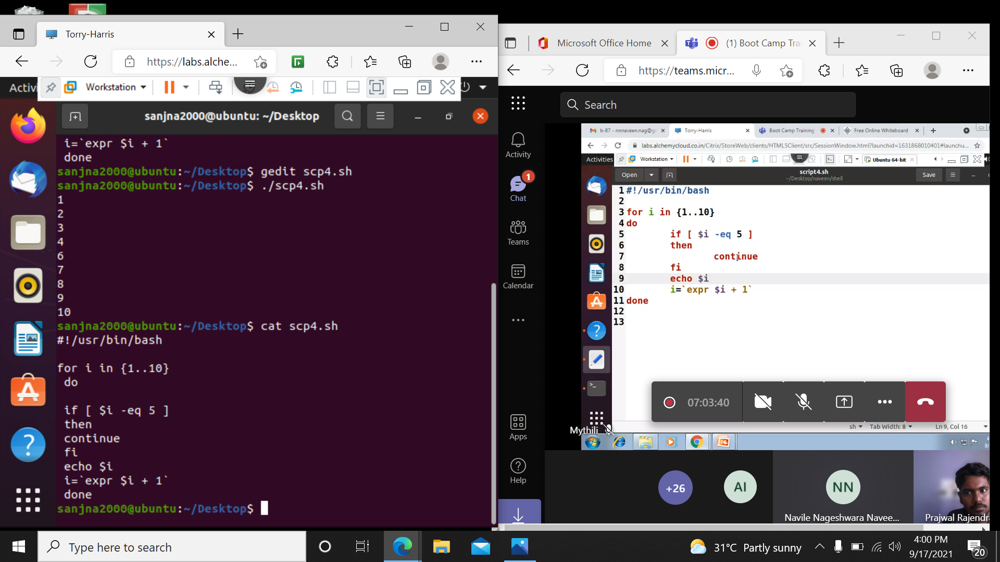 Torry-Harris
https://labs.alche...
Activi
Workstation
sanjna2000@ubuntu: ~/Desktop
i=`expr $i + 1`
done
sanjna2000@ubuntu:~/Desktop$ gedit scp4.sh
sanjna2000@ubuntu:~/Desktop$ ./scp4.sh
1
2
3
4
6
7
8
9
10
sanjna2000@ubuntu:~/Desktop$ cat scp4.sh
#!/usr/bin/bash
for i in {1..10}
do
if [ $i -eq 5 ]
then
continue
fi
echo $i
i=`expr $i + 1`
done
sanjna2000@ubuntu:~/Desktop$
Microsoft Office Home
(1) Boot Camp Trai
https://teams.micr...
Search
Activity
1
Chat
Teams
Calendar
Apps
Help
b-87 - nnnaveen.nag@g
Torry-Harris
Boot Camp Training
Free Online Whiteboard
labs.alchemycloud.co.in/Citrix/StoreWeb/clients/HTML5Client/src/SessionWindow.html?launchid=1631868010401#launchu...
Activities
Workstation
Ubuntu 64-bit
Open
script4.sh
~/Desktop/naveen/shell
Save
1 #!/usr/bin/bash
2
3 for i in {1..10}
4 do
5 if [ $i -eq 5 ]
6 then
7 continue
8 fi
9 echo $i
10 i=`expr $i + 1`
11 done
12
13
07:03:40
Mythili
sh
Tab Width: 8
Ln 9, Col 16
+26
AI
NN
Navile Nageshwara Navee...
Prajwal Rajendr
Type here to search
31°C Partly sunny
4:00 PM
9/17/2021
20